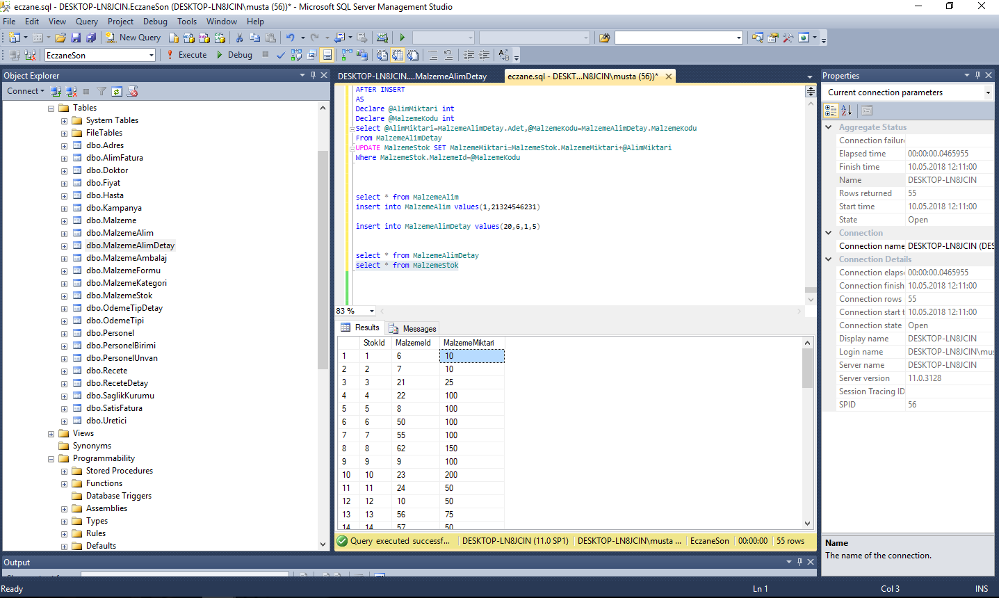 eczane.sql - DESKTOP-LN8JCIN.EczaneSon (DESKTOP-LN8JCIN\musta (56))* - Microsoft SQL Server Management Studio
File Edit View Query Project Debug Tools Window Help
New Query
EczaneSon Execute Debug
Object Explorer
Connect
Tables
System Tables
FileTables
dbo.Adres
dbo.AlimFatura
dbo.Doktor
dbo.Fiyat
dbo.Hasta
dbo.Kampanya
dbo.Malzeme
dbo.MalzemeAlim
dbo.MalzemeAlimDetay
dbo.MalzemeAmbalaj
dbo.MalzemeFormu
dbo.MalzemeKategori
dbo.MalzemeStok
dbo.OdemeTipDetay
dbo.OdemeTipi
dbo.Personel
dbo.PersonelBirimi
dbo.PersonelUnvan
dbo.Recete
dbo.ReceteDetay
dbo.SaglikKurumu
dbo.SatisFatura
dbo.Uretici
Views
Synonyms
Programmability
Stored Procedures
Functions
Database Triggers
Assemblies
Types
Rules
Defaults
DESKTOP-LN8JCIN....MalzemeAlimDetay eczane.sql - DESKT...N8JCIN\musta (56))*
AFTER INSERT
AS
Declare @AlimMiktari int
Declare @MalzemeKodu int
Select @AlimMiktari=MalzemeAlimDetay.Adet,@MalzemeKodu=MalzemeAlimDetay.MalzemeKodu
From MalzemeAlimDetay
UPDATE MalzemeStok SET MalzemeMiktari=MalzemeStok.MalzemeMiktari+@AlimMiktari
Where MalzemeStok.MalzemeId=@MalzemeKodu
select * from MalzemeAlim
insert into MalzemeAlim values(1,21324546231)
insert into MalzemeAlimDetay values(20,6,1,5)
select * from MalzemeAlimDetay
select * from MalzemeStok
83 %
Results Messages
StokId MalzemeId MalzemeMiktari
1 1 6 10
2 2 7 10
3 3 21 25
4 4 22 100
5 5 8 100
6 6 50 100
7 7 55 100
8 8 62 150
9 9 9 100
10 10 23 200
11 11 24 50
12 12 10 50
13 13 56 75
14 14 57 50
Query executed successf... DESKTOP-LN8JCIN (11.0 SP1) DESKTOP-LN8JCIN\musta ... EczaneSon 00:00:00 55 rows
Properties
Current connection parameters
Aggregate Status
Connection failure
Elapsed time 00:00:00.0465955
Finish time 10.05.2018 12:11:00
Name DESKTOP-LN8JCIN
Rows returned 55
Start time 10.05.2018 12:11:00
State Open
Connection
Connection name DESKTOP-LN8JCIN (DES
Connection Details
Connection elaps 00:00:00.0465955
Connection finish 10.05.2018 12:11:00
Connection rows 55
Connection start t 10.05.2018 12:11:00
Connection state Open
Display name DESKTOP-LN8JCIN
Login name DESKTOP-LN8JCIN\mus
Server name DESKTOP-LN8JCIN
Server version 11.0.3128
Session Tracing ID
SPID 56
Name
The name of the connection.
Output
Ready Ln 1 Col 3 INS